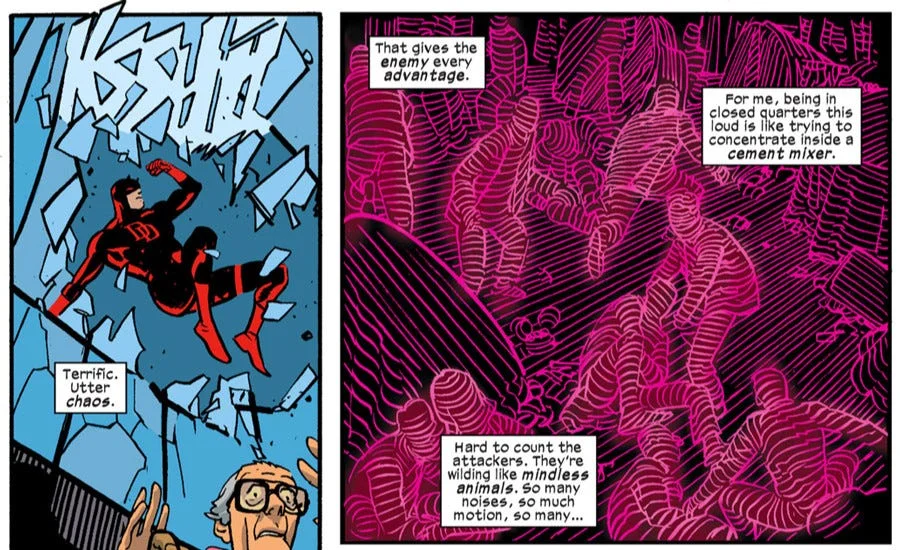 KSSSHH
DD
Terrific.
Utter
chaos.
That gives the
enemy every
advantage.
For me, being in
closed quarters this
loud is like trying to
concentrate inside a
cement mixer.
Hard to count the
attackers. They're
wilding like mindless
animals. So many
noises, so much
motion, so many...